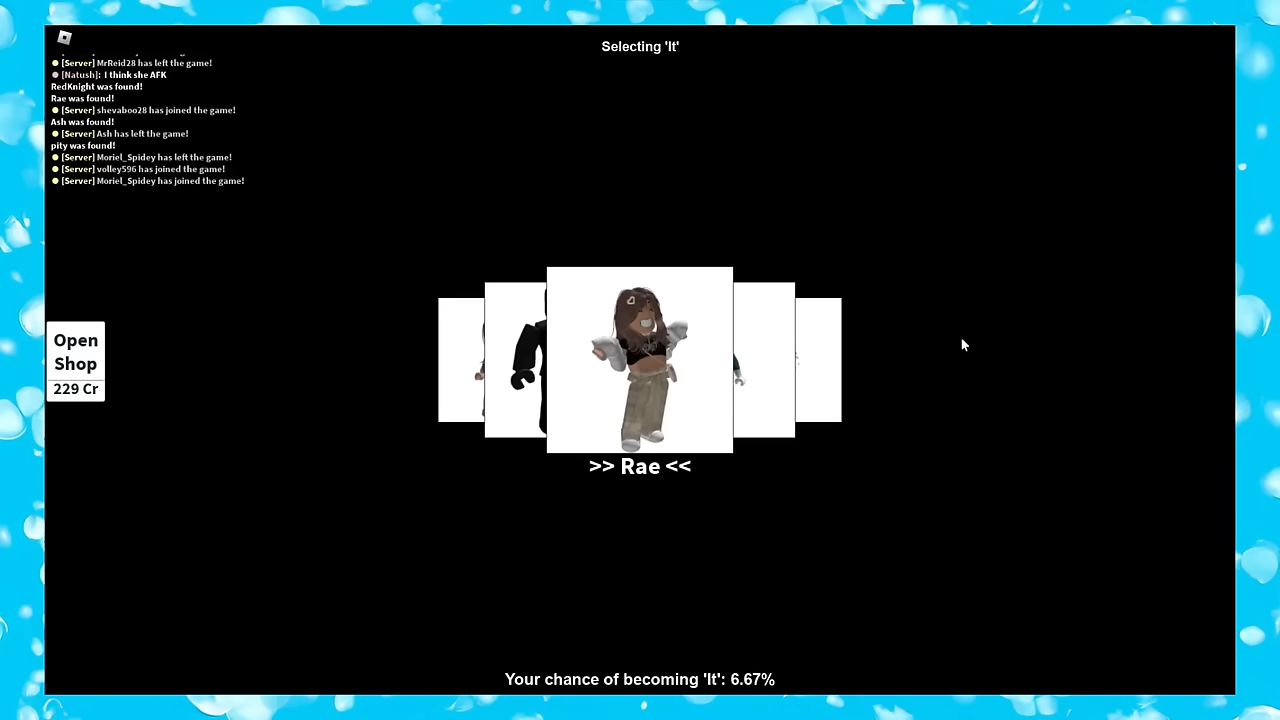 Selecting 'It'
[Server] MrReid28 has left the game!
[Natush]: I think she AFK
RedKnight was found!
Rae was found!
[Server] shevaboo28 has joined the game!
Ash was found!
[Server] Ash has left the game!
pity was found!
[Server] Moriel_Spidey has left the game!
[Server] volley596 has joined the game!
[Server] Moriel_Spidey has joined the game!
Open
Shop
229 Cr
>> Rae <<
Your chance of becoming 'It': 6.67%